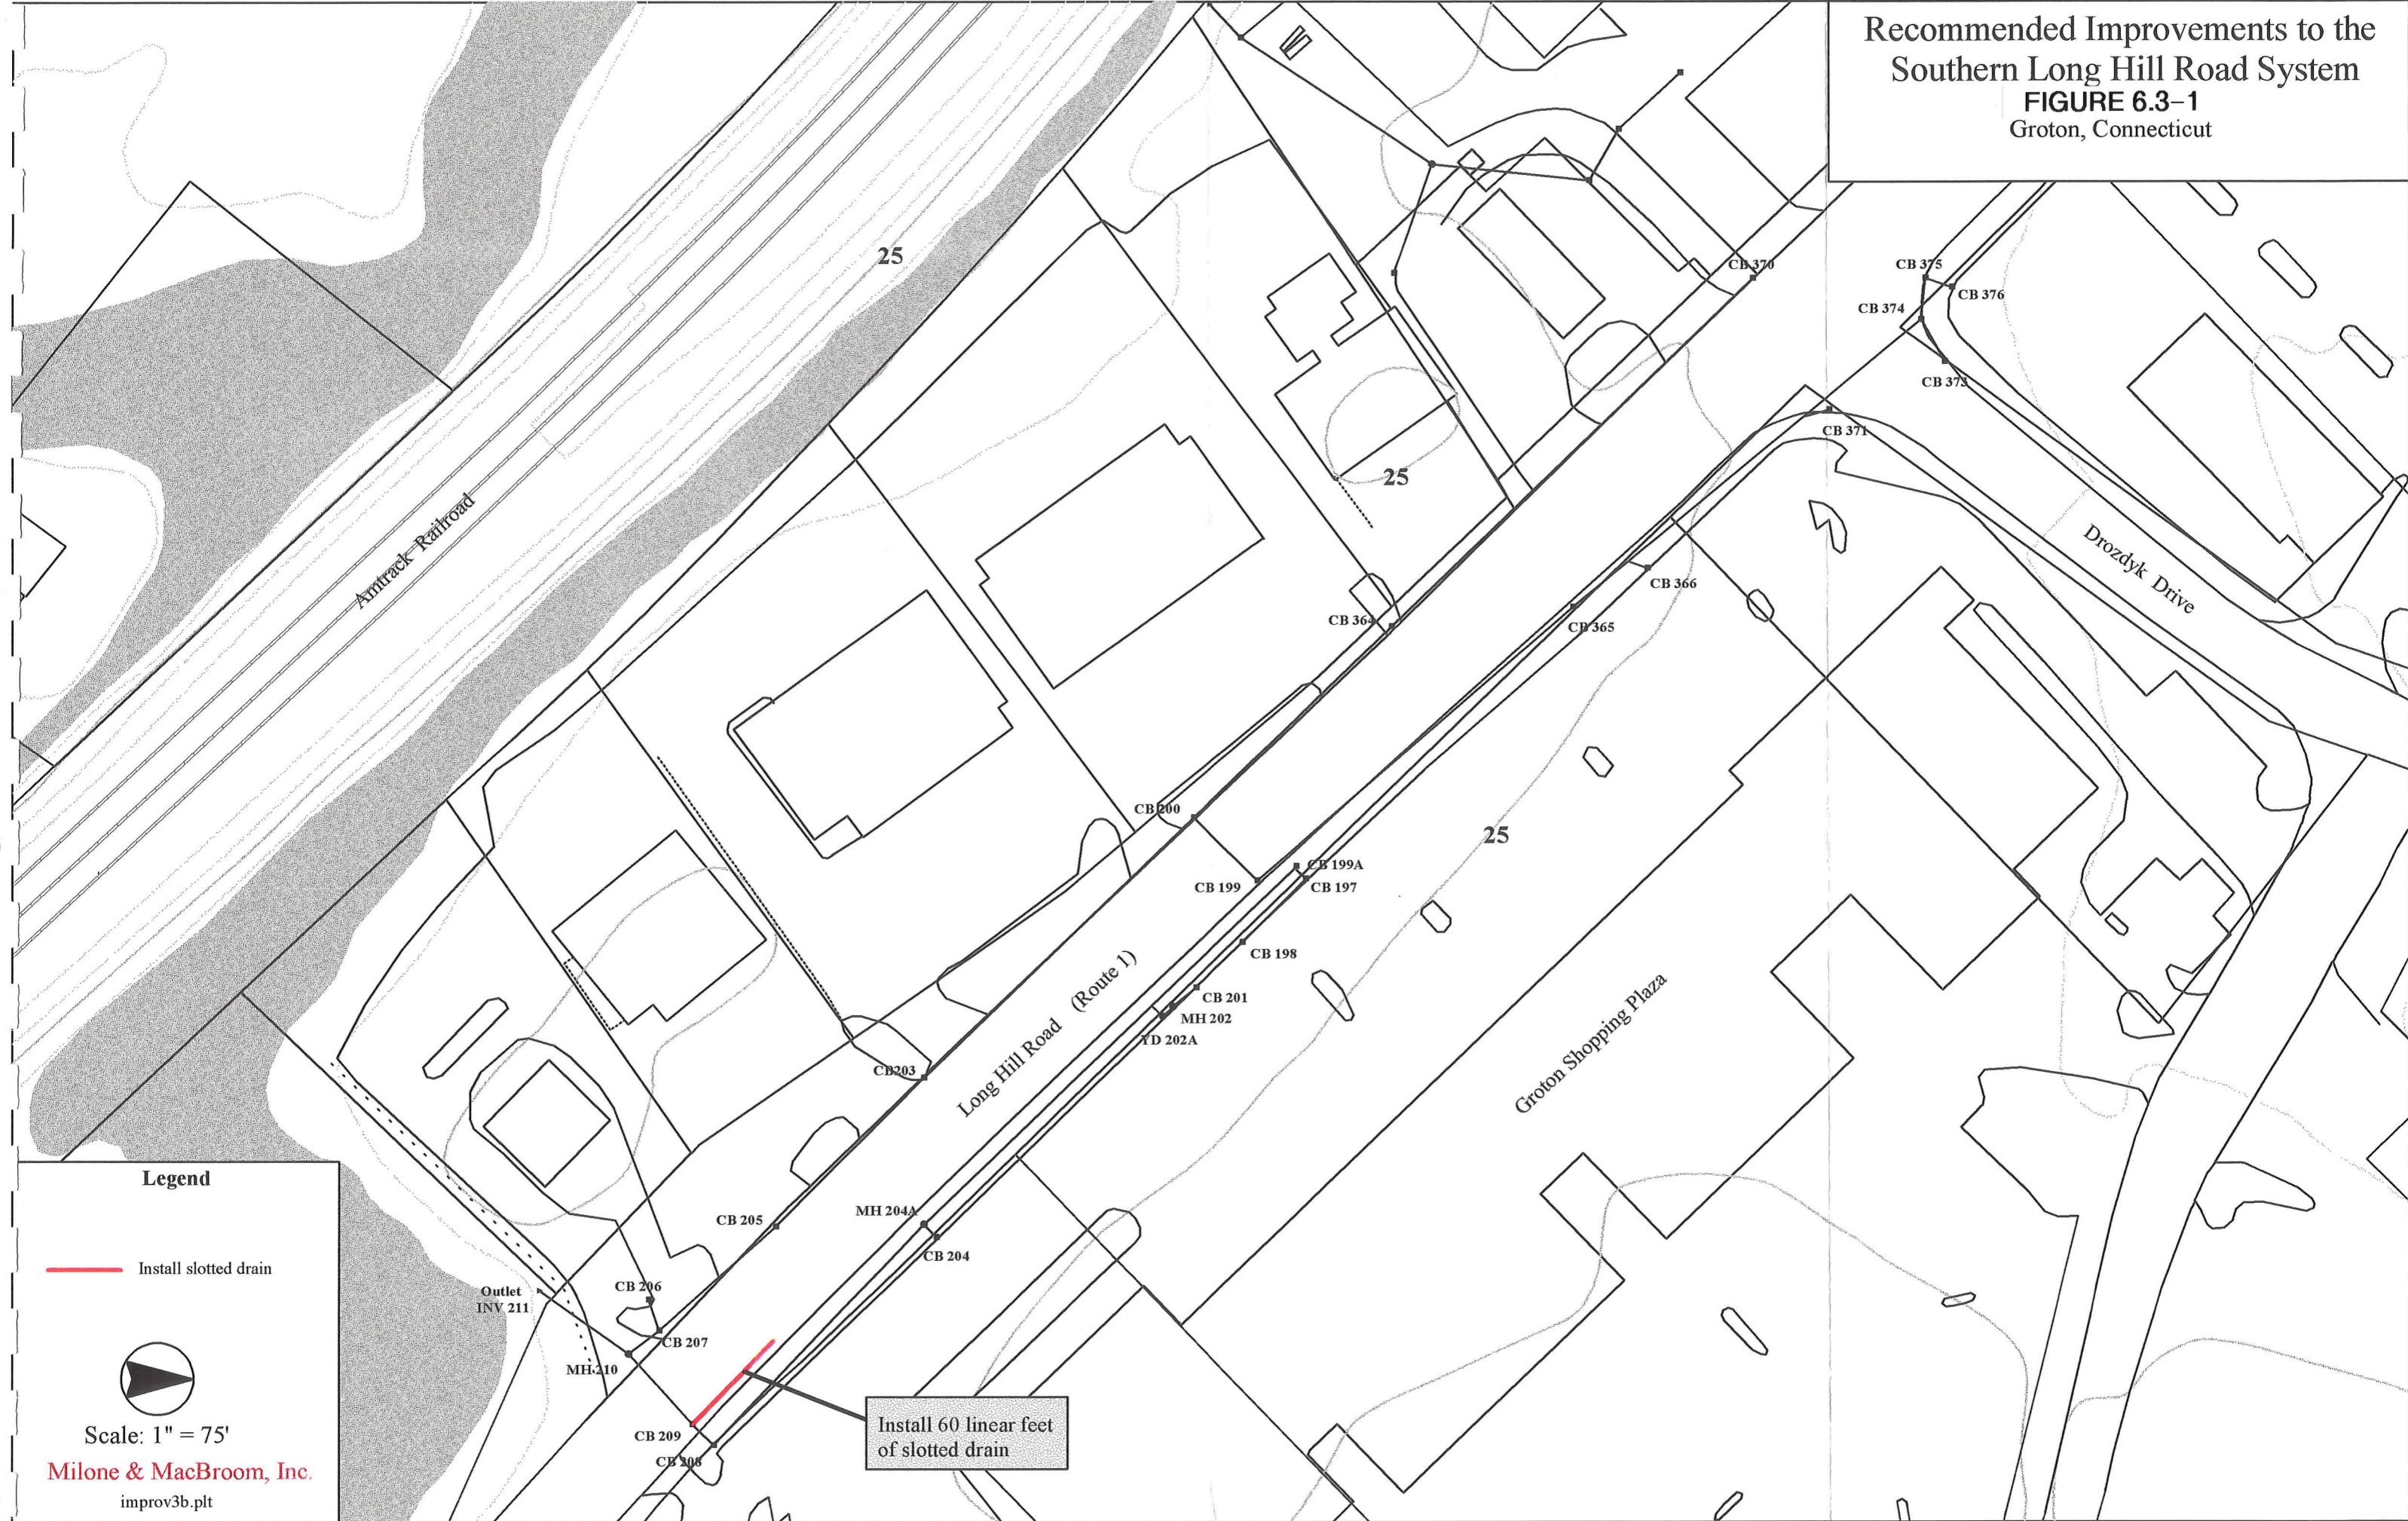 Recommended Improvements to the
Southern Long Hill Road System
FIGURE 6.3-1
Groton, Connecticut
25
CB 370
CB 375
CB 376
CB 374
CB 373
CB 371
25
Amtrack Railroad
Drozdyk Drive
CB 366
CB 364
CB 365
CB 200
25
CB 199A
CB 199
CB 197
CB 198
CB 201
MH 202
YD 202A
Long Hill Road (Route 1)
Groton Shopping Plaza
CB203
CB 205
MH 204A
CB 204
Outlet
INV 211
CB 206
CB 207
MH 210
CB 209
CB 208
Install 60 linear feet
of slotted drain
Legend
Install slotted drain
Scale: 1" = 75'
Milone & MacBroom, Inc.
improv3b.plt